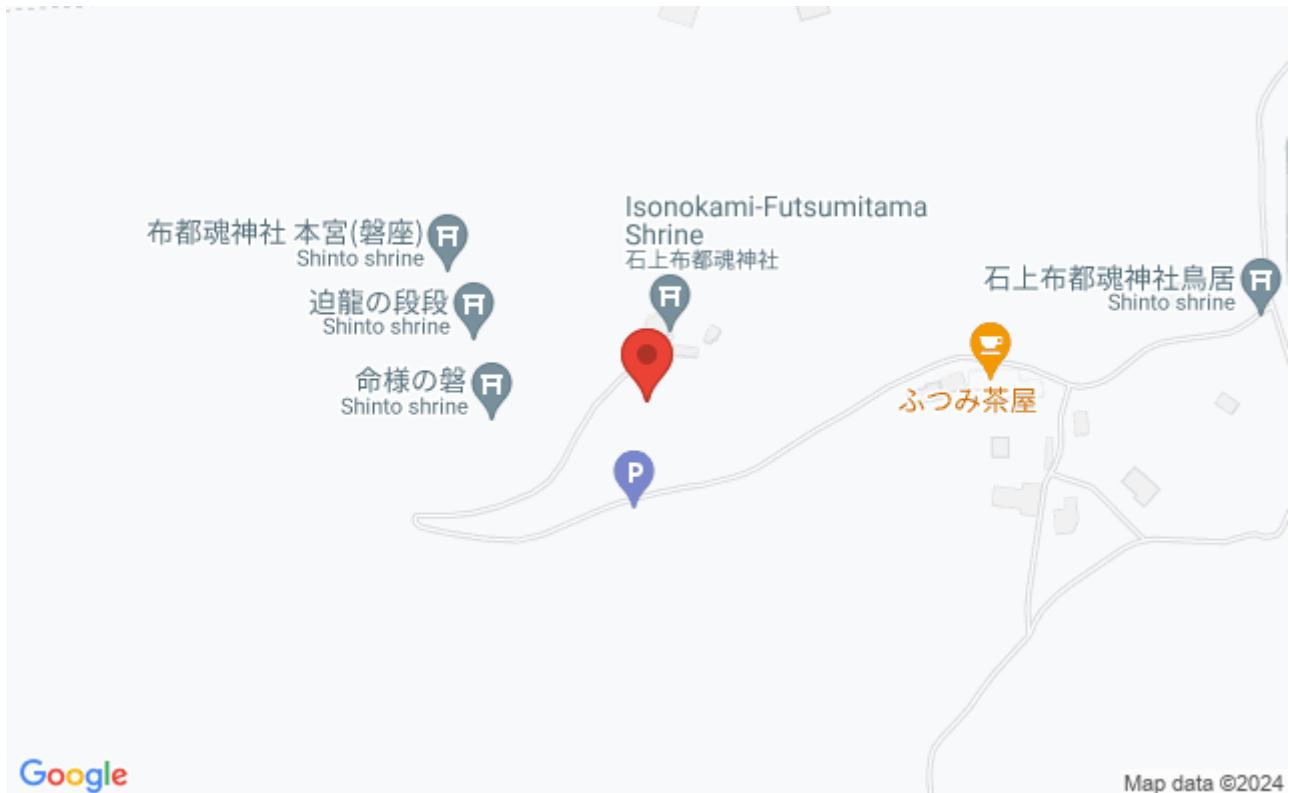 Isonokami-Futsumitama
Shrine
石上布都魂神社
布都魂神社 本宮(磐座)
Shinto shrine
石上布都魂神社鳥居
Shinto shrine
迫龍の段段
Shinto shrine
命様の磐
Shinto shrine
ふつみ茶屋
P
Google
Map data ©2024